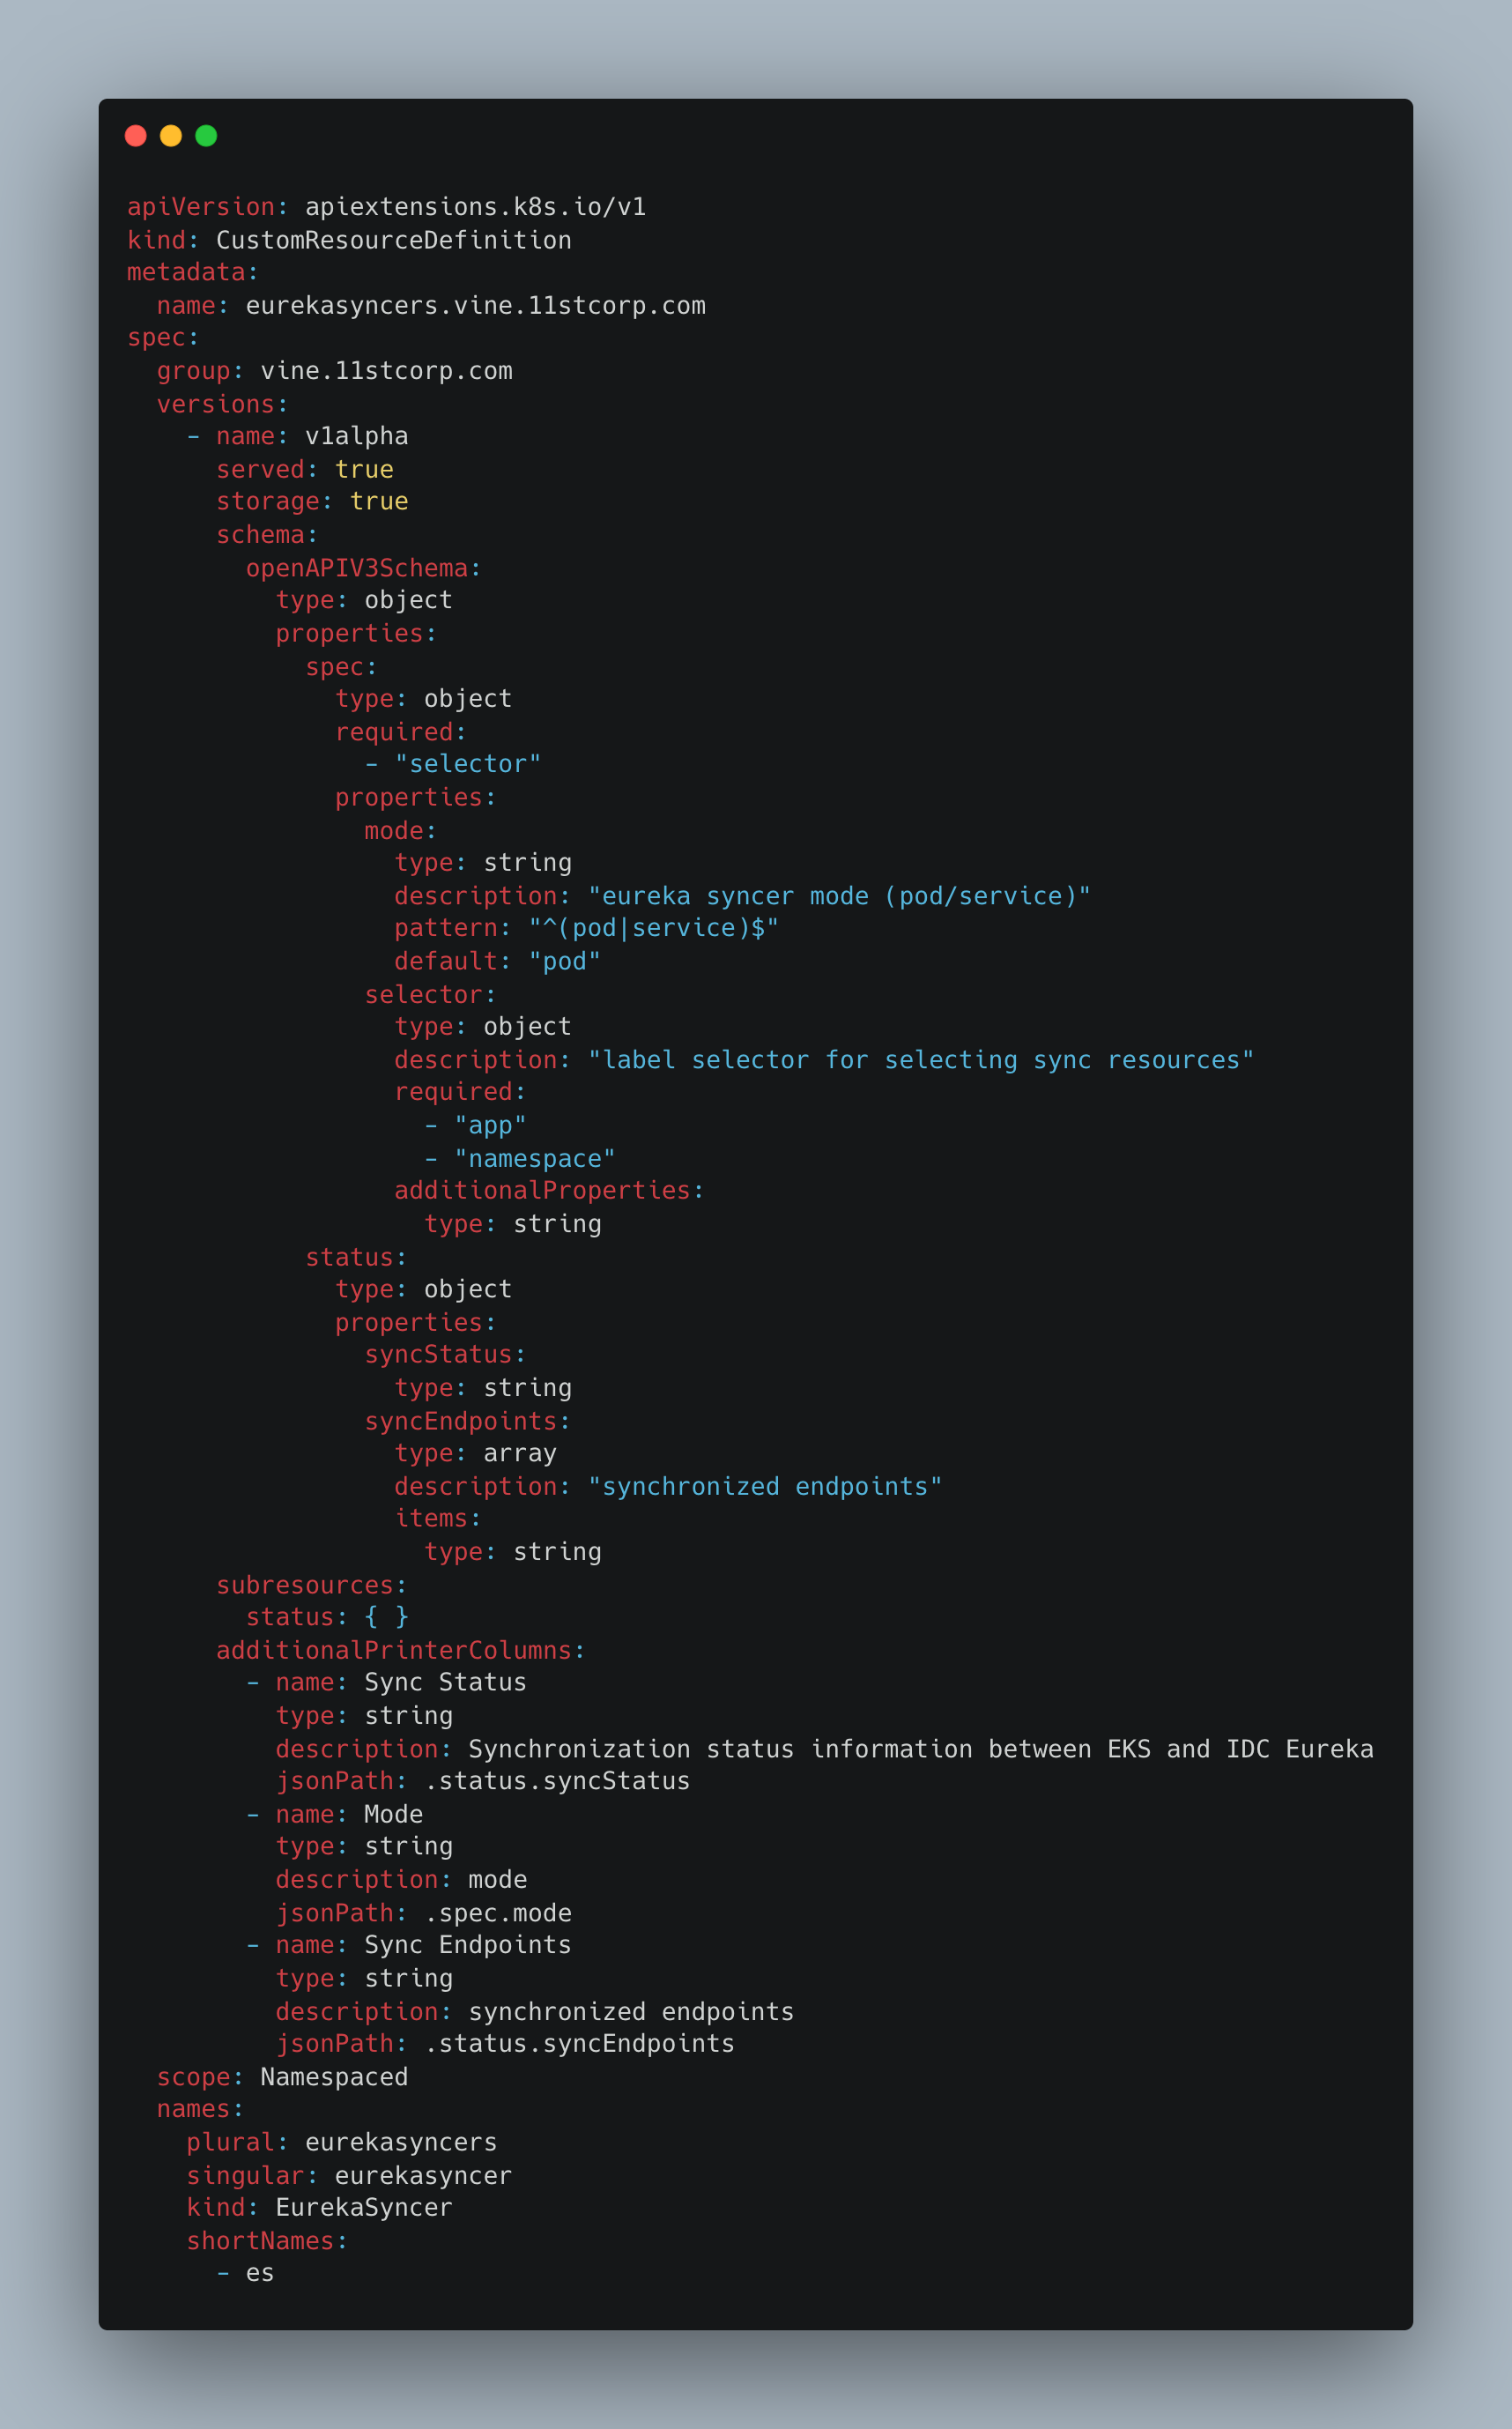 apiVersion: apiextensions.k8s.io/v1
kind: CustomResourceDefinition
metadata:
  name: eurekasyncers.vine.11stcorp.com
spec:
  group: vine.11stcorp.com
  versions:
    - name: v1alpha
      served: true
      storage: true
      schema:
        openAPIV3Schema:
          type: object
          properties:
            spec:
              type: object
              required:
                - "selector"
              properties:
                mode:
                  type: string
                  description: "eureka syncer mode (pod/service)"
                  pattern: "^(pod|service)$"
                  default: "pod"
                selector:
                  type: object
                  description: "label selector for selecting sync resources"
                  required:
                    - "app"
                    - "namespace"
                  additionalProperties:
                    type: string
            status:
              type: object
              properties:
                syncStatus:
                  type: string
                syncEndpoints:
                  type: array
                  description: "synchronized endpoints"
                  items:
                    type: string
      subresources:
        status: { }
      additionalPrinterColumns:
        - name: Sync Status
          type: string
          description: Synchronization status information between EKS and IDC Eureka
          jsonPath: .status.syncStatus
        - name: Mode
          type: string
          description: mode
          jsonPath: .spec.mode
        - name: Sync Endpoints
          type: string
          description: synchronized endpoints
          jsonPath: .status.syncEndpoints
  scope: Namespaced
  names:
    plural: eurekasyncers
    singular: eurekasyncer
    kind: EurekaSyncer
    shortNames:
      - es